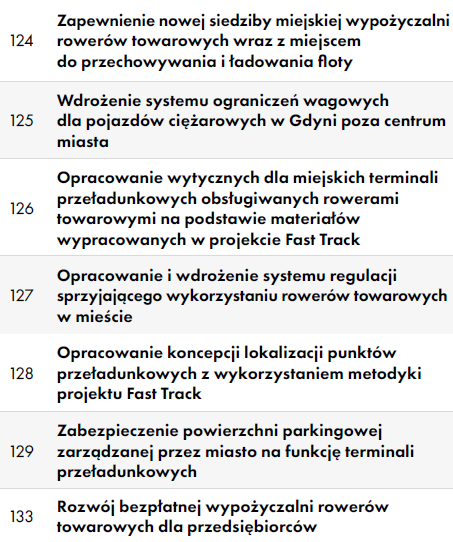 124
Zapewnienie nowej siedziby miejskiej wypożyczalni
rowerów towarowych wraz z miejscem
do przechowywania i ładowania floty
125
Wdrożenie systemu ograniczeń wagowych
dla pojazdów ciężarowych w Gdyni poza centrum
miasta
126
Opracowanie wytycznych dla miejskich terminali
przeładunkowych obsługiwanych rowerami
towarowymi na podstawie materiałów
wypracowanych w projekcie Fast Track
127
Opracowanie i wdrożenie systemu regulacji
sprzyjającego wykorzystaniu rowerów towarowych
w mieście
128
Opracowanie koncepcji lokalizacji punktów
przeładunkowych z wykorzystaniem metodyki
projektu Fast Track
129
Zabezpieczenie powierzchni parkingowej
zarządzanej przez miasto na funkcję terminali
przeładunkowych
133
Rozwój bezpłatnej wypożyczalni rowerów
towarowych dla przedsiębiorców